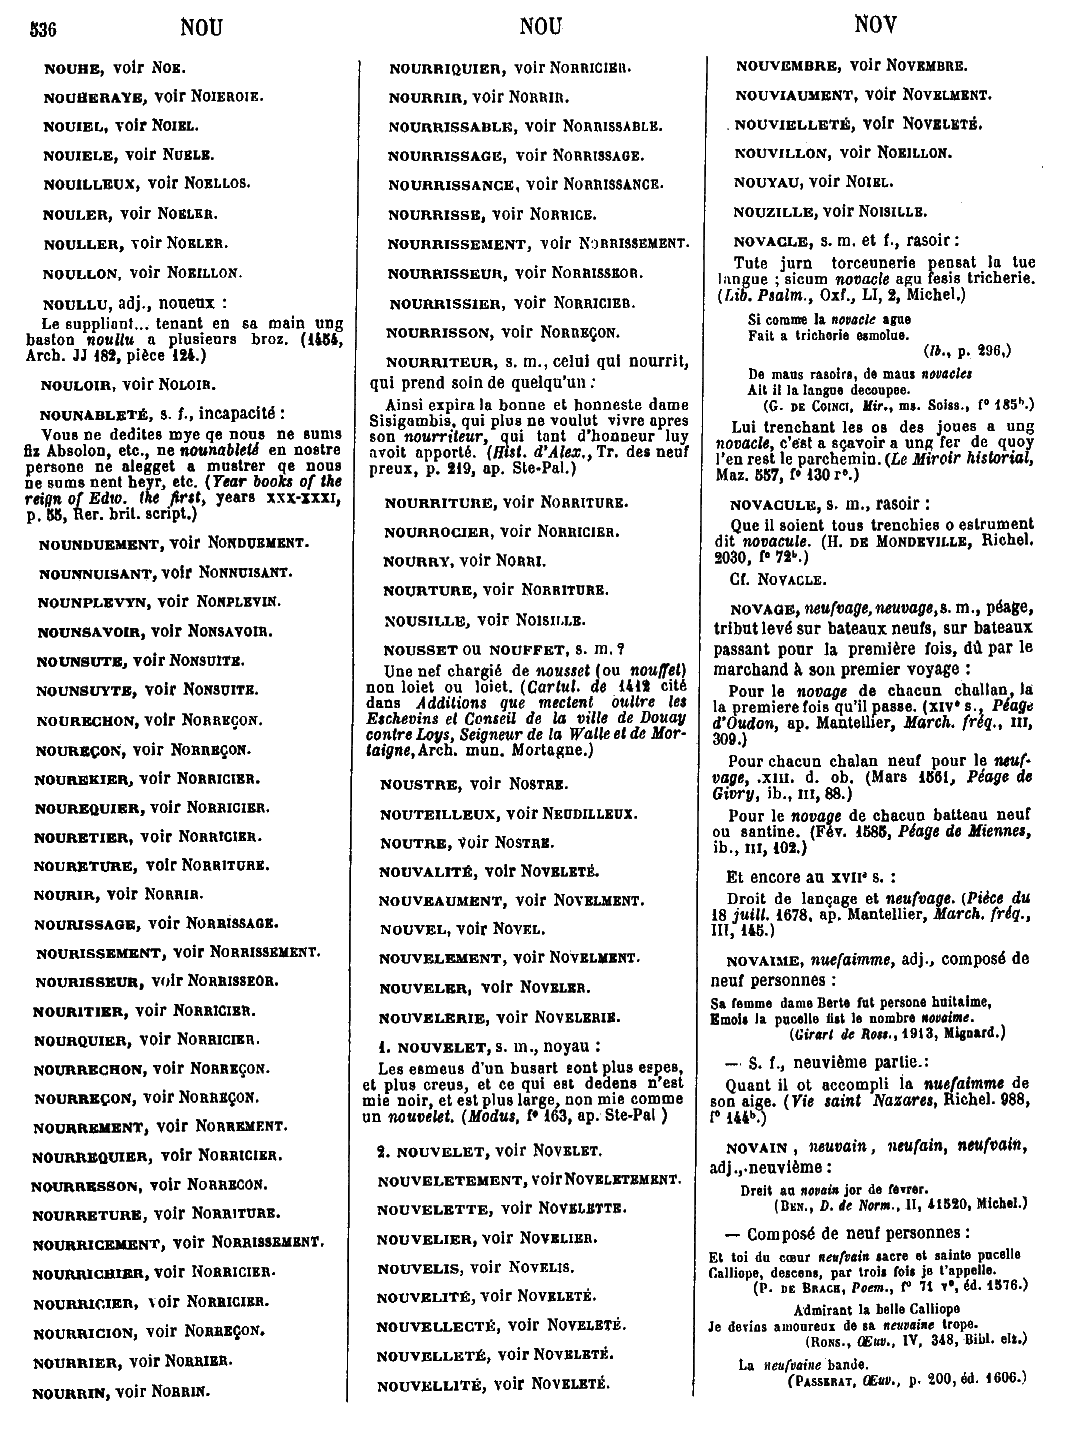 536 NOU NOU NOV
NOUHE, voir NOE.
NOUHERAYE, voir NOIEROIE.
NOUIEL, voir NOIEL.
NOUIELE, voir NUELE.
NOUILLEUX, voir NOELLOS.
NOULER, voir NOELER.
NOULLER, voir NOELER.
NOULLON, voir NOEILLON.
NOULLU, adj., noueux :
Le suppliant... tenant en sa main ung
baston noullu a plusieurs broz. (1454,
Arch. JJ 182, pièce 124.)
NOULOIR, voir NOLOIR.
NOUNABLETÉ, s. f., incapacité :
Vous ne dedites mye qe nous ne sums
fiz Absolon, etc., ne nounableté en nostre
persone ne alegget a mustrer qe nous
ne sums nent heyr, etc. (Year books of the
reign of Edw. the first, years XXX-XXXI,
p. 55, Rer. brit. script.)
NOUNDUEMENT, voir NONDUEMENT.
NOUNNUISANT, voir NONNUISANT.
NOUNPLEVYN, voir NONPLEVIN.
NOUNSAVOIR, voir NONSAVOIR.
NOUNSUTE, voir NONSUITE.
NOUNSUYTE, voir NONSUITE.
NOURECHON, voir NORREÇON.
NOUREÇON, voir NORREÇON.
NOUREKIER, voir NORRICIER.
NOUREQUIER, voir NORRICIER.
NOURETIER, voir NORRICIER.
NOURETURE, voir NORRITURE.
NOURIR, voir NORRIR.
NOURISSAGE, voir NORRISSAGE.
NOURISSEMENT, voir NORRISSEMENT.
NOURISSEUR, voir NORRISSEOR.
NOURITIER, voir NORRICIER.
NOURQUIER, voir NORRICIER.
NOURRECHON, voir NORREÇON.
NOURREÇON, voir NORREÇON.
NOURREMENT, voir NORREMENT.
NOURREQUIER, voir NORRICIER.
NOURRESSON, voir NORRECON.
NOURRETURE, voir NORRITURE.
NOURRICEMENT, voir NORRISSEMENT.
NOURRICHIER, voir NORRICIER.
NOURRICIER, voir NORRICIER.
NOURRICION, voir NORREÇON.
NOURRIER, voir NORRIER.
NOURRIN, voir NORRIN.
NOURRIQUIER, voir NORRICIER.
NOURRIR, voir NORRIR.
NOURRISSABLE, voir NORRISSABLE.
NOURRISSAGE, voir NORRISSAGE.
NOURRISSANCE, voir NORRISSANCE.
NOURRISSE, voir NORRICE.
NOURRISSEMENT, voir NORRISSEMENT.
NOURRISSEUR, voir NORRISSEOR.
NOURRISSIER, voir NORRICIER.
NOURRISSON, voir NORREÇON.
NOURRITEUR, s. m., celui qui nourrit,
qui prend soin de quelqu'un :
Ainsi expira la bonne et honneste dame
Sisigambis, qui plus ne voulut vivre apres
son nourriteur, qui tant d'honneur luy
avoit apporté. (Hist. d'Alex., Tr. des neuf
preux, p. 219, ap. Ste-Pal.)
NOURRITURE, voir NORRITURE.
NOURROCIER, voir NORRICIER.
NOURRY, voir NORRI.
NOURTURE, voir NORRITURE.
NOUSILLE, voir NOISILLE.
NOUSSET OU NOUFFET, s. m. ?
Une nef chargié de nousset (ou nouffet)
non loiet ou loiet. (Cartul. de 1412 cité
dans Additions que mectent oultre les
Eschevins et Conseil de la ville de Douay
contre Loys, Seigneur de la Walle et de Mor-
taigne, Arch. mun. Mortagne.)
NOUSTRE, voir NOSTRE.
NOUTEILLEUX, voir NEUDILLEUX.
NOUTRE, voir NOSTRE.
NOUVALITÉ, voir NOVELETÉ.
NOUVEAUMENT, voir NOVELMENT.
NOUVEL, voir NOVEL.
NOUVELEMENT, voir NOVELMENT.
NOUVELER, voir NOVELER.
NOUVELERIE, voir NOVELERIE.
1. NOUVELET, s. m., noyau :
Les esmeus d'un busart sont plus espes,
et plus creus, et ce qui est dedens n'est
mie noir, et est plus large, non mie comme
un nouvelet. (Modus, f° 163, ap. Ste-Pal )
2. NOUVELET, voir NOVELET.
NOUVELETEMENT, voir NOVELETEMENT.
NOUVELETTE, voir NOVELETTE.
NOUVELIER, voir NOVELIER.
NOUVELIS, voir NOVELIS.
NOUVELITÉ, voir NOVELETÉ.
NOUVELLECTÉ, voir NOVELETÉ.
NOUVELLETÉ, voir NOVELETÉ.
NOUVELLITÉ, voir NOVELETÉ.
NOUVEMBRE, voir NOVEMBRE.
NOUVIAUMENT, voir NOVELMENT.
NOUVIELLETÉ, voir NOVELETÉ.
NOUVILLON, voir NOEILLON.
NOUYAU, voir NOIEL.
NOUZILLE, voir NOISILLE.
NOVACLE, s. m. et f., rasoir :
Tute jurn torceunerie pensat la tue
langue ; sicum novacle agu fesis tricherie.
(Lib. Psalm., Oxf., LI, 2, Michel.)
Si comme la novacle ague
Fait a tricherie esmolue.
(Ib., p. 296,)
De maus rasoirs, de maus novacles
Ait il la langue decoupee.
(G. DE COINCI, Mir., ms. Soiss., f° 185ᵇ.)
Lui trenchant les os des joues a ung
novacle, c'est a sçavoir a ung fer de quoy
l'en rest le parchemin. (Le Miroir historial,
Maz. 557, f° 130 r°.)
NOVACULE, s. m., rasoir :
Que il soient tous trenchies o estrument
dit novacule. (H. DE MONDEVILLE, Richel.
2030, f° 72ᵇ.)
Cf. NOVACLE.
NOVAGE, neufvage, neuvage, s. m., péage,
tribut levé sur bateaux neufs, sur bateaux
passant pour la première fois, dû par le
marchand à son premier voyage :
Pour le novage de chacun challan, la
la premiere fois qu'il passe. (XIVᵉ s., Péage
d'Oudon, ap. Mantellier, March. fréq., III,
309.)
Pour chacun chalan neuf pour le neuf-
vage, .XIII. d. ob. (Mars 1561, Péage de
Givry, ib., III, 88.)
Pour le novage de chacun batteau neuf
ou santine. (Fév. 1585, Péage de Miennes,
ib., III, 102.)
Et encore au XVIIᵉ s. :
Droit de lançage et neufvage. (Pièce du
18 juill. 1678, ap. Mantellier, March. fréq.,
III, 145.)
NOVAIME, nuefaimme, adj., composé de
neuf personnes :
Sa femme dame Berte fut persone huitaime,
Emois la pucelle fist le nombre novaime.
(Girart de Ross., 1913, Mignard.)
— S. f., neuvième partie.:
Quant il ot accompli la nuefaimme de
son aige. (Vie saint Nazares, Richel. 988,
f° 144ᵇ.)
NOVAIN , neuvain, neufain, neufvain,
adj., neuvième :
Dreit au novain jor de fevrer.
(BEN., D. de Norm., II, 41520, Michel.)
— Composé de neuf personnes :
Et toi du cœur neufvain sacre et sainte pucelle
Calliope, descens, par trois fois je t'appelle.
(P. DE BRACH, Poem., f° 71 v°, éd. 1576.)
Admirant la belle Calliope
Je devins amoureux de sa neuvaine trope.
(RONS., Œuv., IV, 348, Bibl. elz.)
La neufvaine bande.
(PASSERAT, Œuv., p. 200, éd. 1606.)